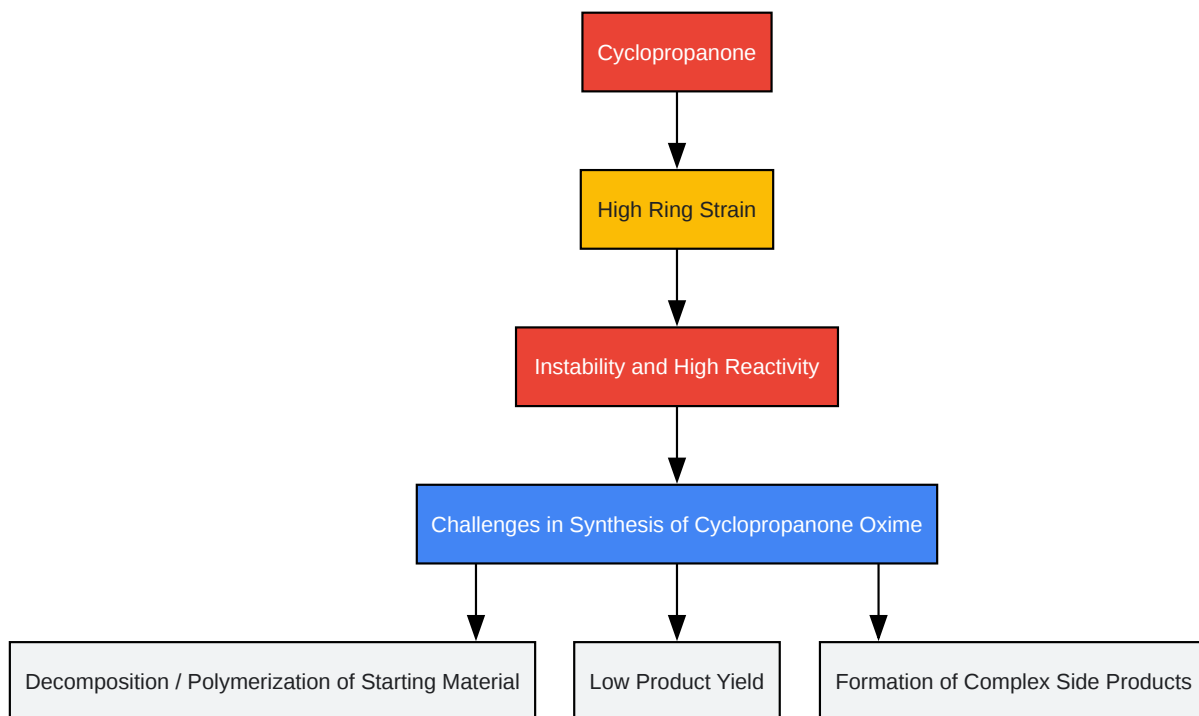 Cyclopropanone
High Ring Strain
Instability and High Reactivity
Challenges in Synthesis of Cyclopropanone Oxime
Decomposition / Polymerization of Starting Material
Low Product Yield
Formation of Complex Side Products